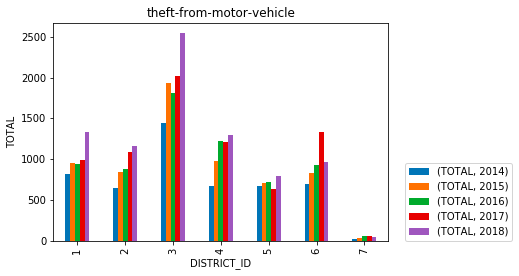 theft-from-motor-vehicle
TOTAL
2500
2000
1500
1000
500
0
1 2 3 4 5 6 7
DISTRICT_ID
(TOTAL, 2014)
(TOTAL, 2015)
(TOTAL, 2016)
(TOTAL, 2017)
(TOTAL, 2018)